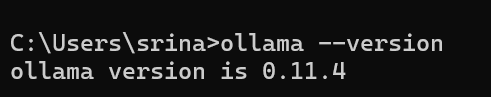 C:\Users\srina>ollama --version
ollama version is 0.11.4